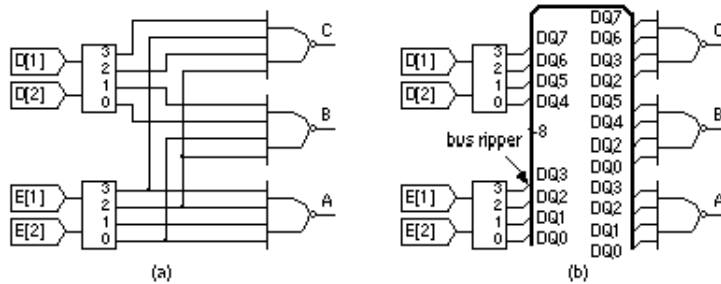 C
D[1]
3
2
1
0
D[2]
B
E[1]
3
2
1
0
E[2]
A
(a)
DQ7
DQ6
DQ3
DQ2
C
D[1]
3
2
1
0
D[2]
DQ7
DQ6
DQ5
DQ4
8
DQ5
DQ4
DQ2
DQ0
B
bus ripper
E[1]
3
2
1
0
E[2]
DQ3
DQ2
DQ1
DQ0
DQ3
DQ2
DQ1
DQ0
A
(b)